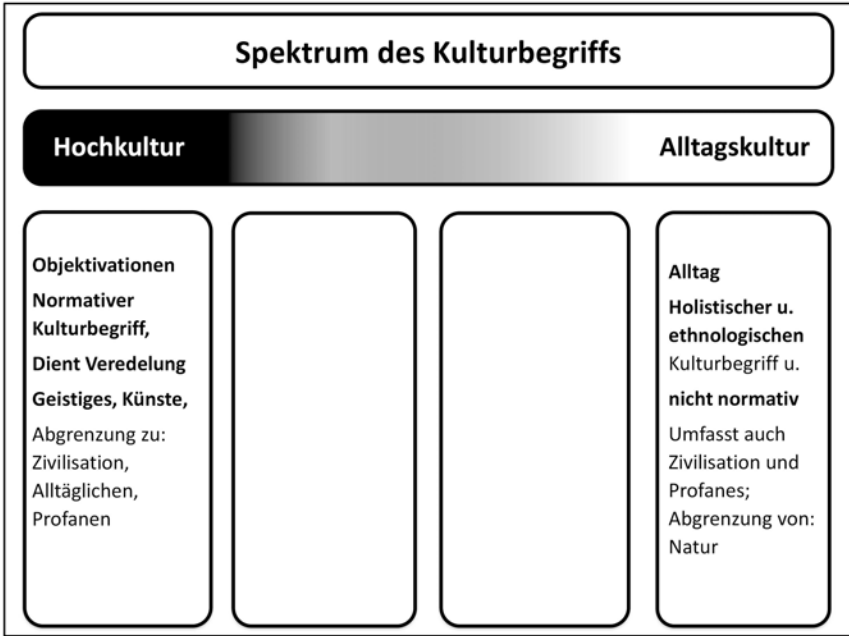 Spektrum des Kulturbegriffs
Hochkultur
Alltagskultur
Objektivationen
Normativer
Kulturbegriff,
Dient Veredelung
Geistiges, Künste,
Abgrenzung zu:
Zivilisation,
Alltäglichen,
Profanen
Alltag
Holistischer u.
ethnologischen
Kulturbegriff u.
nicht normativ
Umfasst auch
Zivilisation und
Profanes;
Abgrenzung von:
Natur